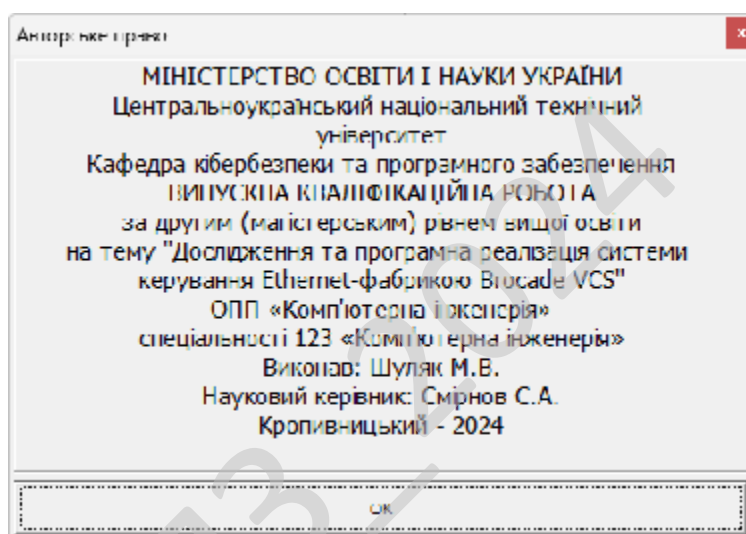 Авторське право
МІНІСТЕРСТВО ОСВІТИ І НАУКИ УКРАЇНИ
Центральноукраїнський національний технічний
університет
Кафедра кібербезпеки та програмного забезпечення
ВИПУСКНА КВАЛІФІКАЦІЙНА РОБОТА
за другим (магістерським) рівнем вищої освіти
на тему "Дослідження та програмна реалізація системи
керування Ethernet-фабрикою Brocade VCS"
ОПП «Комп'ютерна інженерія»
спеціальності 123 «Комп'ютерна інженерія»
Виконав: Шуляк М.В.
Науковий керівник: Смірнов С.А.
Кропивницький - 2024
ОК